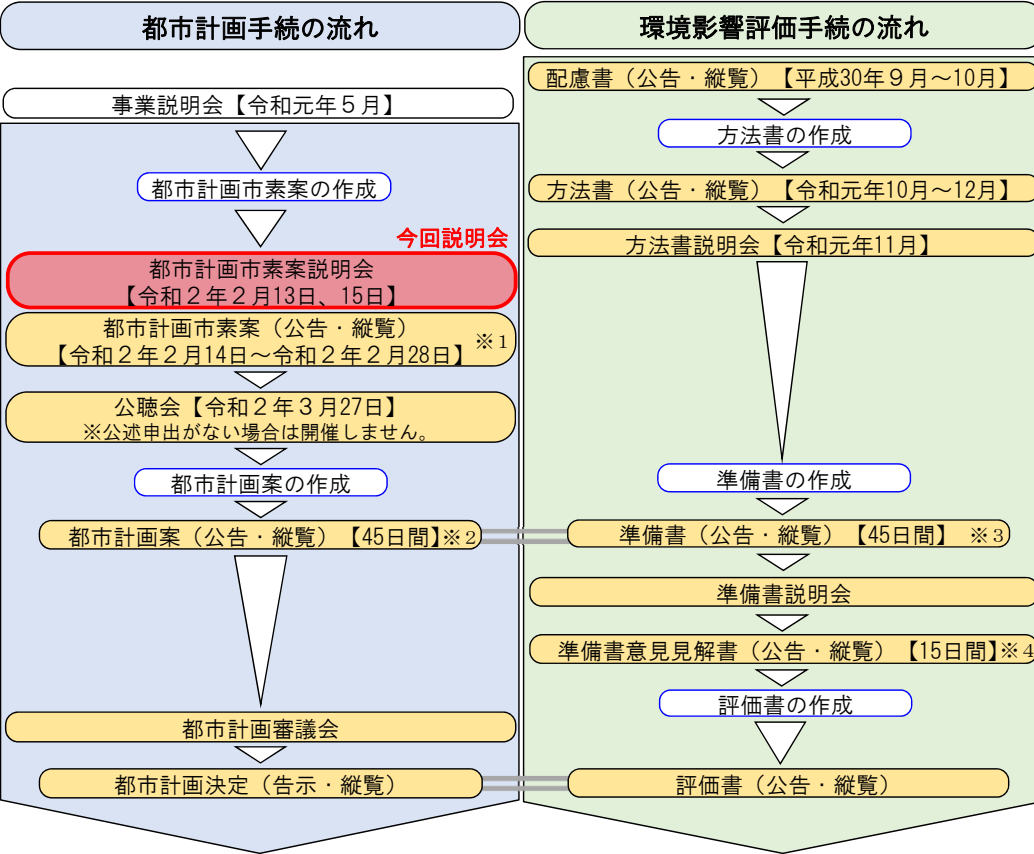 都市計画手続の流れ
事業説明会【令和元年５月】
都市計画市素案の作成
今回説明会
都市計画市素案説明会
【令和２年２月13日、15日】
都市計画市素案（公告・縦覧）
【令和２年２月14日～令和２年２月28日】
※１
公聴会【令和２年３月27日】
※公述申出がない場合は開催しません。
都市計画案の作成
都市計画案（公告・縦覧）【45日間】※２
都市計画審議会
都市計画決定（告示・縦覧）
環境影響評価手続の流れ
配慮書（公告・縦覧）【平成30年９月～10月】
方法書の作成
方法書（公告・縦覧）【令和元年10月～12月】
方法書説明会【令和元年11月】
準備書の作成
準備書（公告・縦覧）【45日間】　※３
準備書説明会
準備書意見見解書（公告・縦覧）【15日間】※４
評価書の作成
評価書（公告・縦覧）